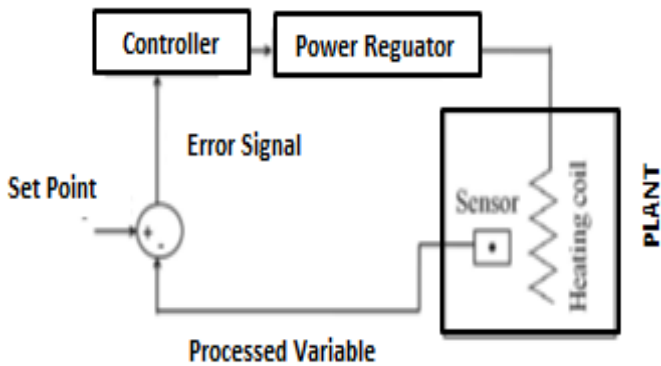 Controller
Power Reguator
Error Signal
Set Point
+
-
Sensor
Heating coil
PLANT
Processed Variable